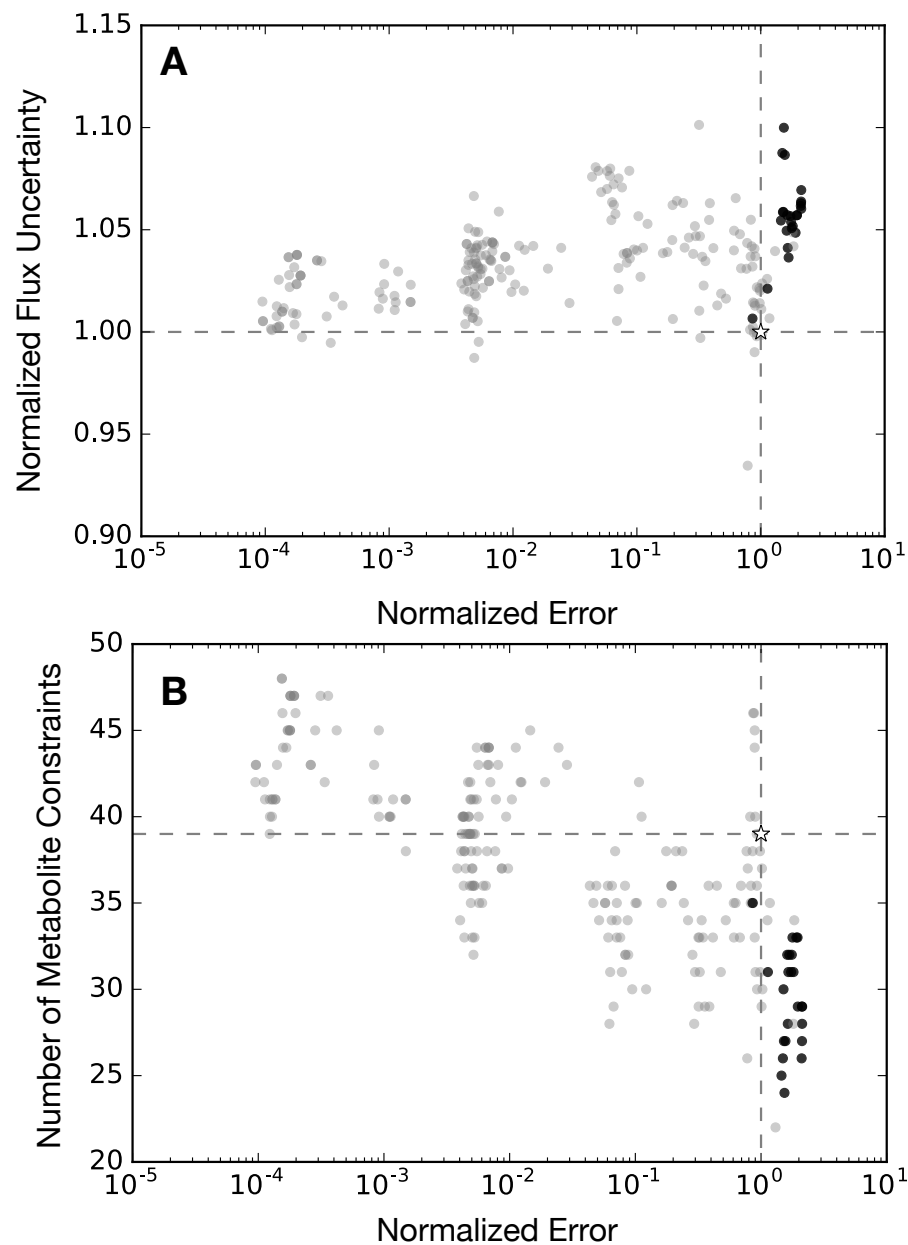 A
Normalized Flux Uncertainty
1.15
1.10
1.05
1.00
0.95
0.90
10⁻⁵ 10⁻⁴ 10⁻³ 10⁻² 10⁻¹ 10⁰ 10¹
Normalized Error
B
Number of Metabolite Constraints
50
45
40
35
30
25
20
10⁻⁵ 10⁻⁴ 10⁻³ 10⁻² 10⁻¹ 10⁰ 10¹
Normalized Error